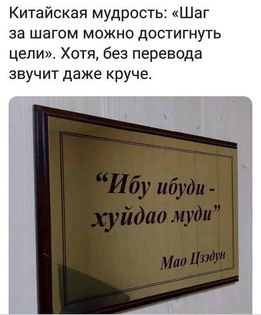 Китайская мудрость: «Шаг
за шагом можно достигнуть
цели». Хотя, без перевода
звучит даже круче.
“Ибу ибуди -
хуйдао муди”
Мао Цзэдун